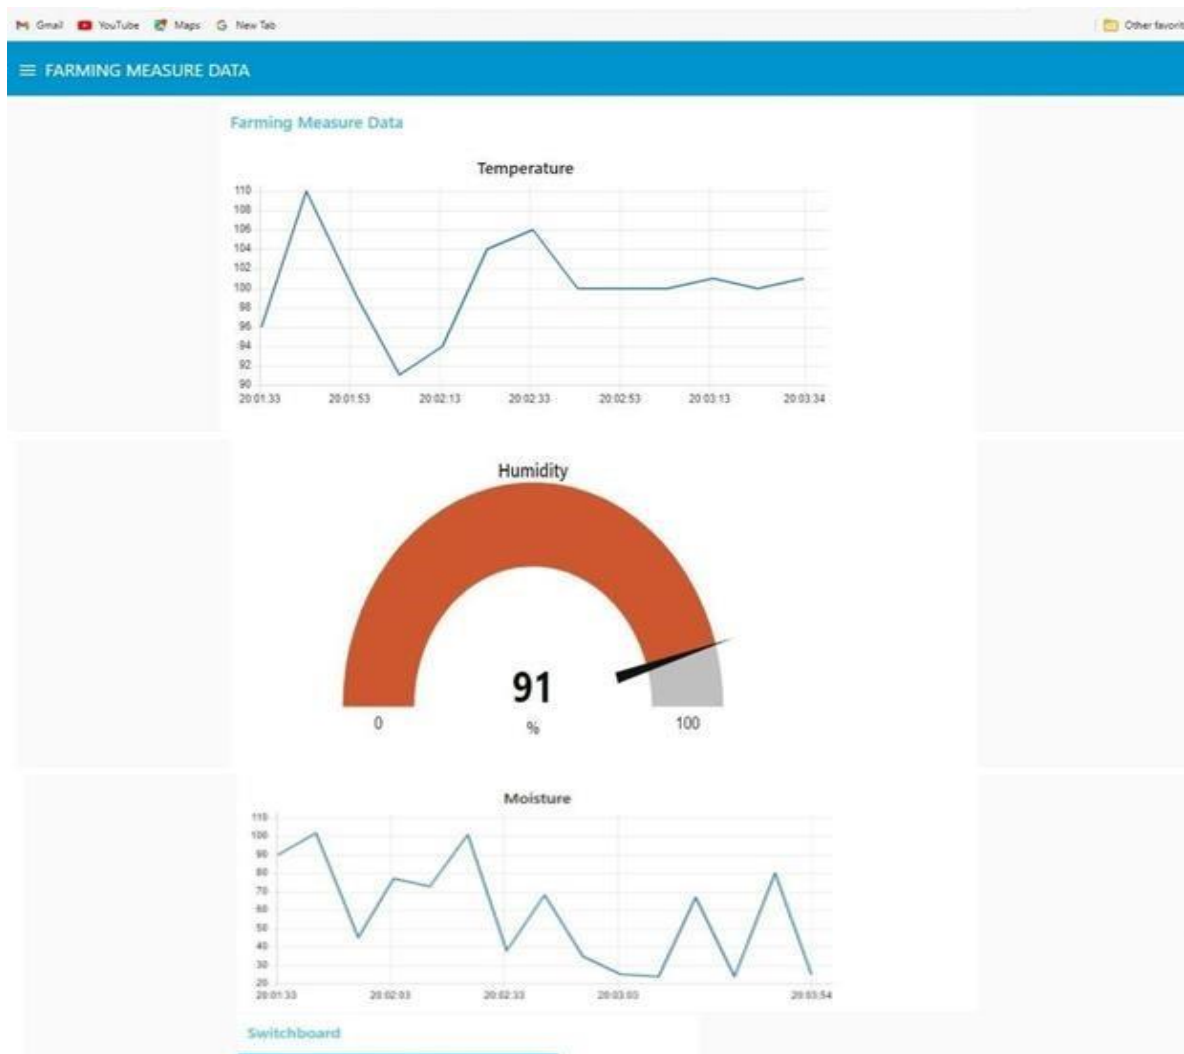 Gmail YouTube Maps New Tab Other favorit
FARMING MEASURE DATA
Farming Measure Data
Temperature
110
108
106
104
102
100
98
96
94
92
90
20:01:33 20:01:53 20:02:13 20:02:33 20:02:53 20:03:13 20:03:34
Humidity
91
0 % 100
Moisture
110
100
90
80
70
60
50
40
30
20
20:01:33 20:02:03 20:02:33 20:03:03 20:03:54
Switchboard